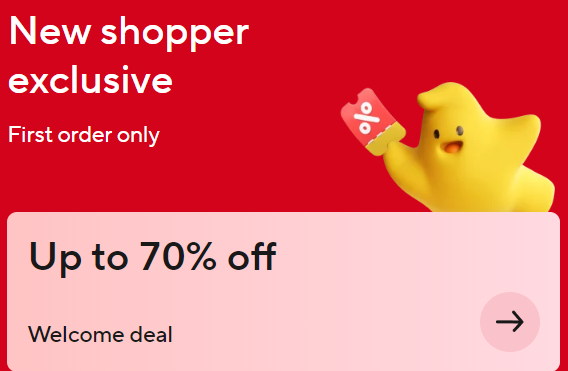 New shopper
exclusive
First order only
%
Up to 70% off
Welcome deal